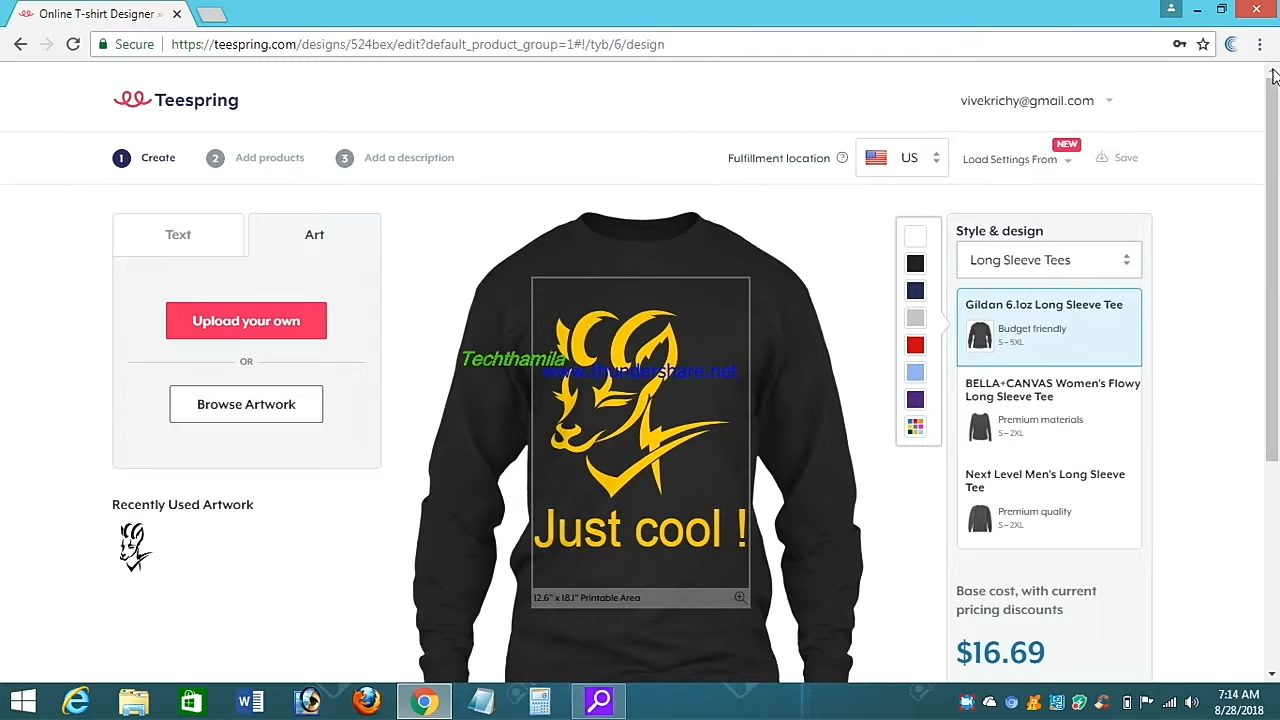 Online T-shirt Designer »
Secure
https://teespring.com/designs/524bex/edit?default_product_group=1#!/tyb/6/design
Teespring
vivekrichy@gmail.com
1 Create
2 Add products
3 Add a description
Fulfillment location ?
US
Load Settings From
NEW
Save
Text
Art
Upload your own
OR
Browse Artwork
Recently Used Artwork
Techthamila
www.thundershare.net
Just cool !
12.6" x 18.1" Printable Area
Style & design
Long Sleeve Tees
Gildan 6.1oz Long Sleeve Tee
Budget friendly
S – 5XL
BELLA+CANVAS Women's Flowy
Long Sleeve Tee
Premium materials
S – 2XL
Next Level Men's Long Sleeve
Tee
Premium quality
S – 2XL
Base cost, with current
pricing discounts
$16.69
7:14 AM
8/28/2018